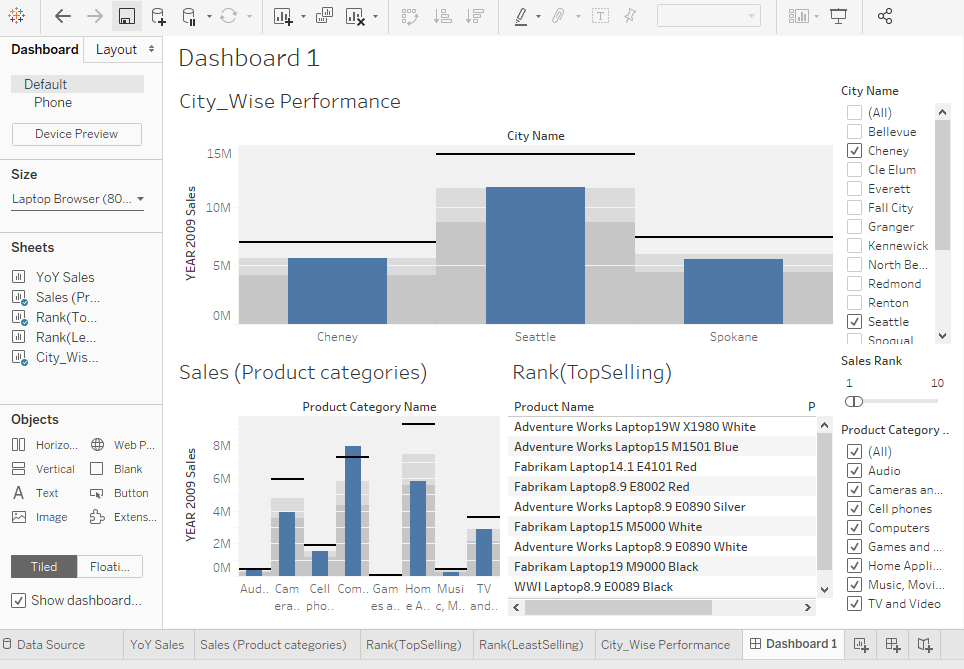 Dashboard
Layout
Default
Phone
Device Preview
Size
Laptop Browser (80...
Sheets
YoY Sales
Sales (Pr...
Rank(To...
Rank(Le...
City_Wis...
Objects
Horizo...
Web P...
Vertical
Blank
Text
Button
Image
Extens...
Tiled
Floati...
Show dashboard...
Dashboard 1
City_Wise Performance
City Name
YEAR 2009 Sales
15M
10M
5M
0M
Cheney
Seattle
Spokane
Sales (Product categories)
Product Category Name
YEAR 2009 Sales
8M
6M
4M
2M
0M
Aud..
Cam
era..
Cell
pho..
Com..
Gam
es a..
Hom
e A..
Musi
c, M..
TV
and..
Rank(TopSelling)
Product Name
P
Adventure Works Laptop19W X1980 White
Adventure Works Laptop15 M1501 Blue
Fabrikam Laptop14.1 E4101 Red
Fabrikam Laptop8.9 E8002 Red
Adventure Works Laptop8.9 E0890 Silver
Fabrikam Laptop15 M5000 White
Adventure Works Laptop8.9 E0890 White
Fabrikam Laptop19 M9000 Black
WWI Laptop8.9 E0089 Black
City Name
(All)
Bellevue
Cheney
Cle Elum
Everett
Fall City
Granger
Kennewick
North Be...
Redmond
Renton
Seattle
Snoqual
Sales Rank
1
10
Product Category ..
(All)
Audio
Cameras an...
Cell phones
Computers
Games and ...
Home Appli...
Music, Movi...
TV and Video
Data Source
YoY Sales
Sales (Product categories)
Rank(TopSelling)
Rank(LeastSelling)
City_Wise Performance
Dashboard 1